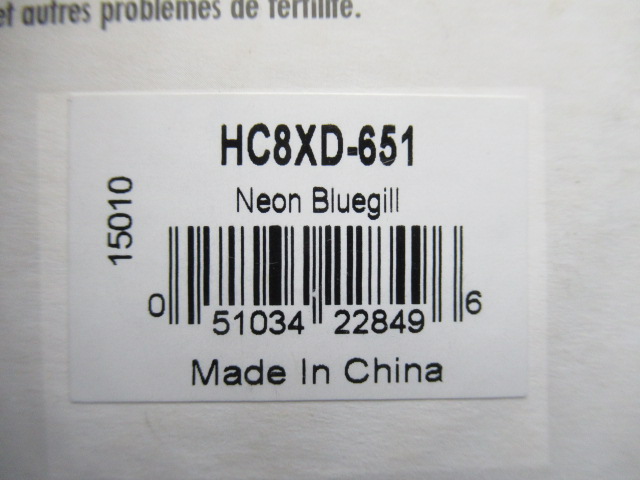 et autres problèmes de fertilité.
HC8XD-651
Neon Bluegill
15010
0 51034 22849 6
Made In China